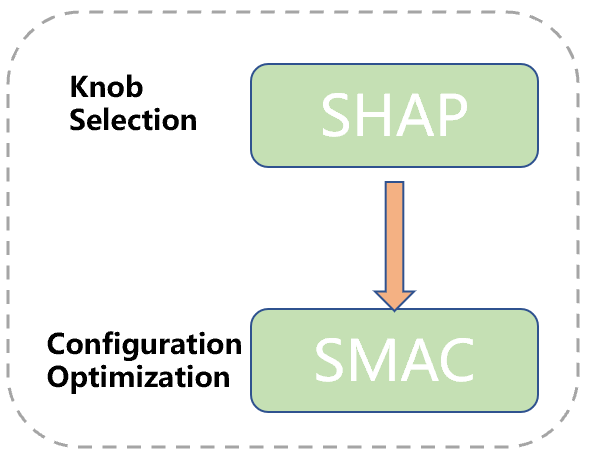 Knob
Selection
SHAP
Configuration
Optimization
SMAC